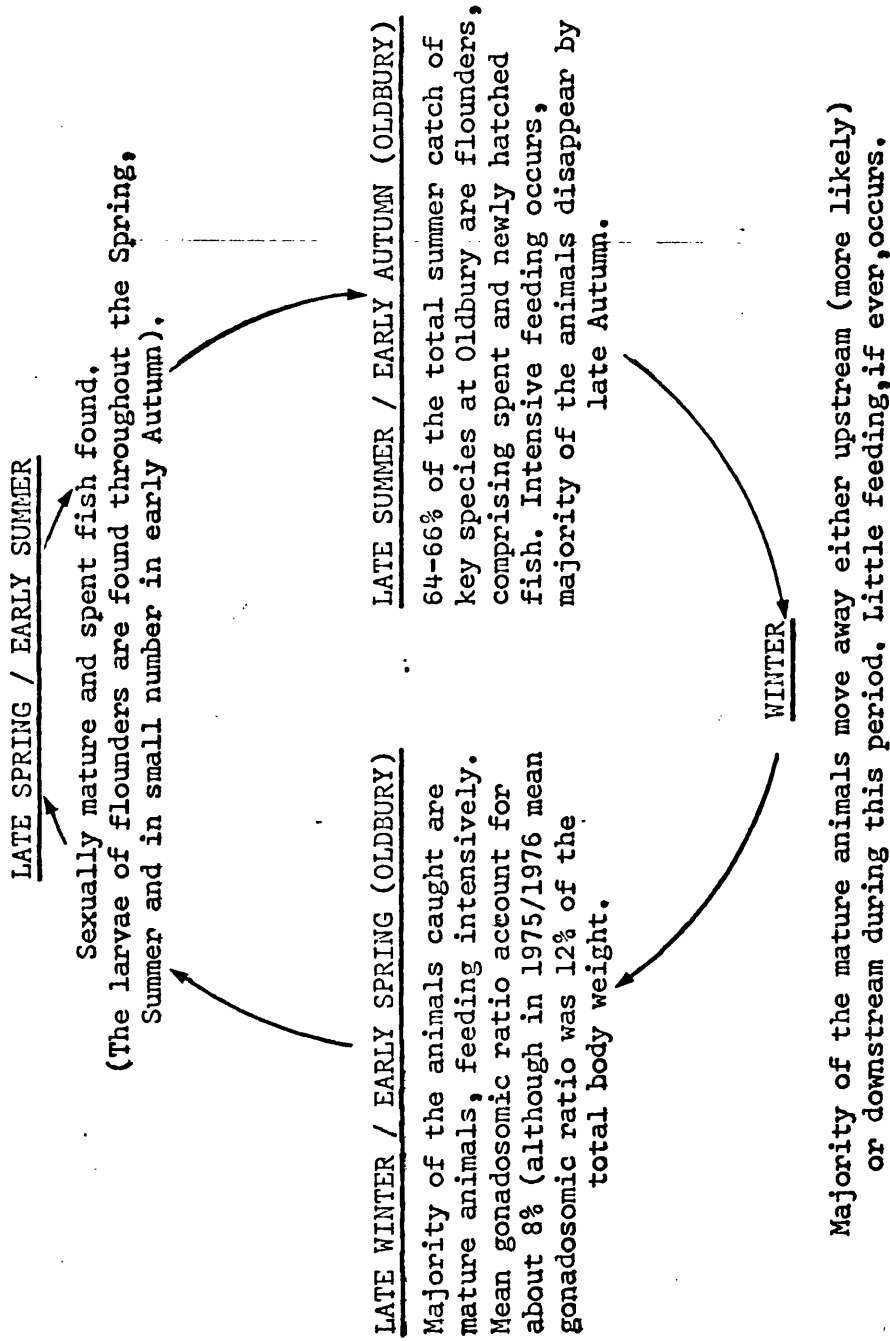 LATE SPRING / EARLY SUMMER
Sexually mature and spent fish found.
(The larvae of flounders are found throughout the Spring,
Summer and in small number in early Autumn).
LATE WINTER / EARLY SPRING (OLDBURY)
Majority of the animals caught are
mature animals, feeding intensively.
Mean gonadosomic ratio account for
about 8% (although in 1975/1976 mean
gonadosomic ratio was 12% of the
total body weight.
LATE SUMMER / EARLY AUTUMN (OLDBURY)
64-66% of the total summer catch of
key species at Oldbury are flounders,
comprising spent and newly hatched
fish. Intensive feeding occurs,
majority of the animals disappear by
late Autumn.
WINTER
Majority of the mature animals move away either upstream (more likely)
or downstream during this period. Little feeding, if ever, occurs.